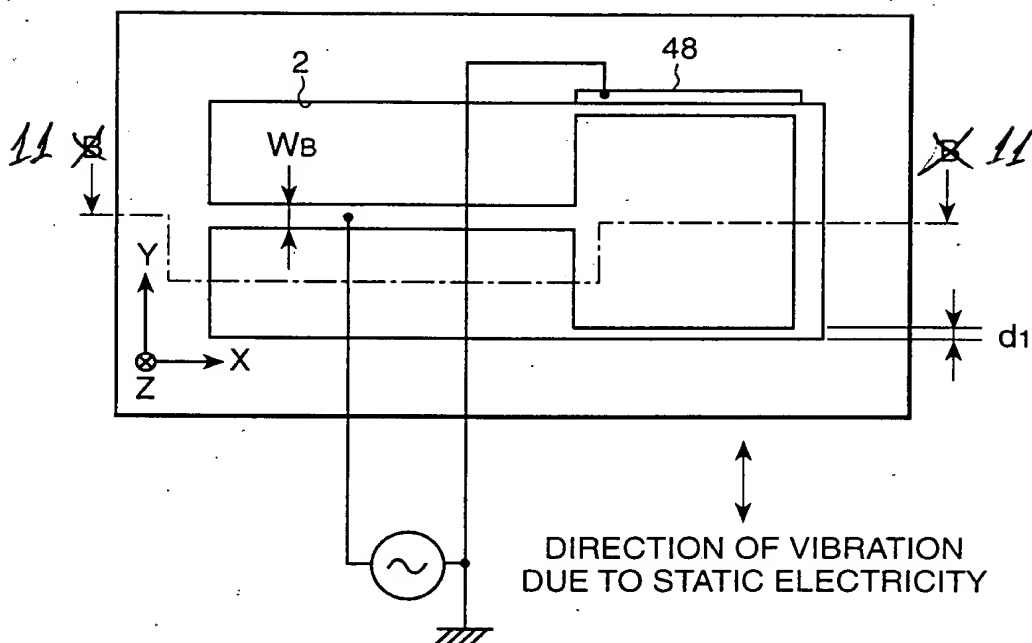 48
2
11 B
B 11
WB
Y
X
Z
d1
DIRECTION OF VIBRATION
DUE TO STATIC ELECTRICITY